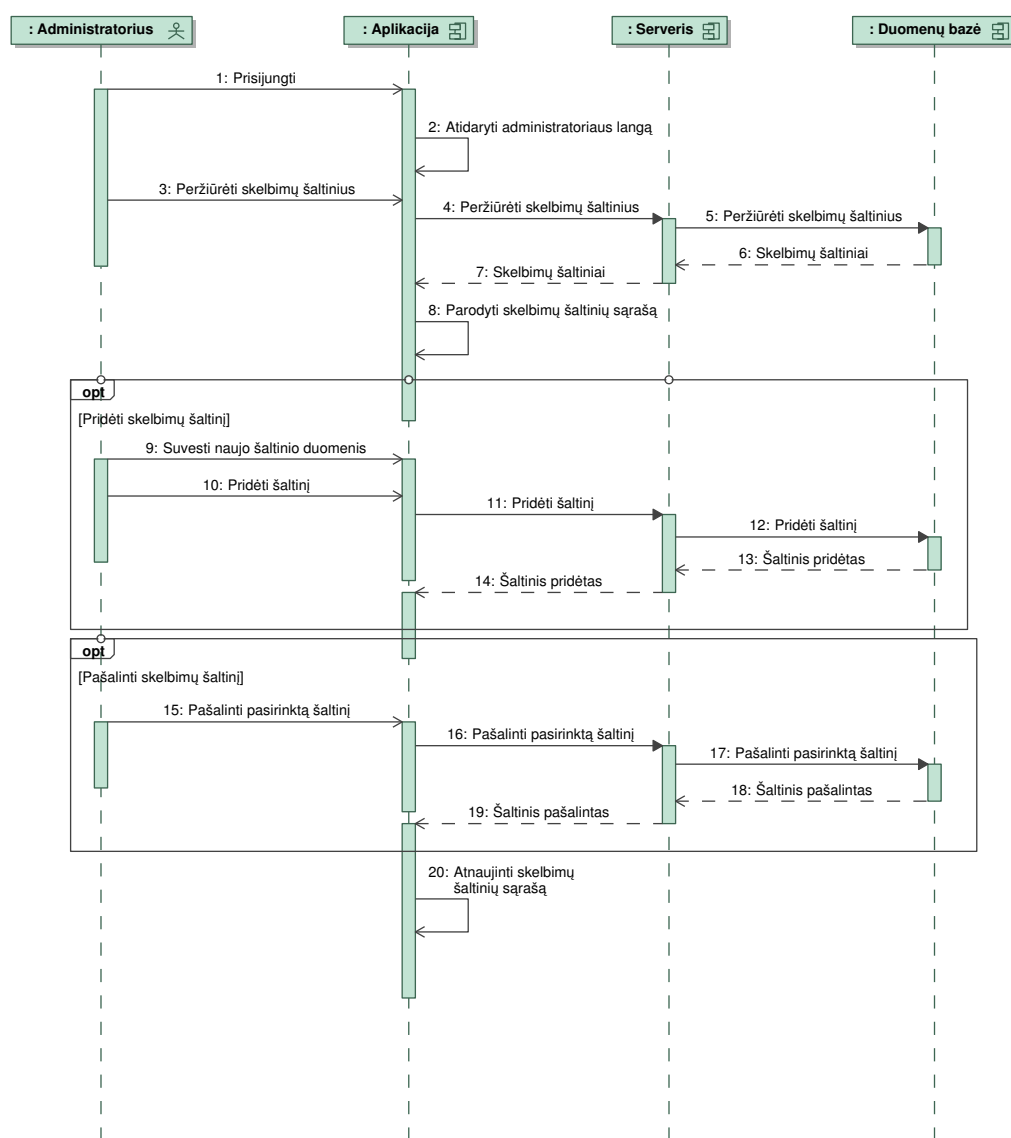 : Administratorius
: Aplikacija
: Serveris
: Duomenų bazė
1: Prisijungti
2: Atidaryti administratoriaus langą
3: Peržiūrėti skelbimų šaltinius
4: Peržiūrėti skelbimų šaltinius
5: Peržiūrėti skelbimų šaltinius
6: Skelbimų šaltiniai
7: Skelbimų šaltiniai
8: Parodyti skelbimų šaltinių sąrašą
opt
[Pridėti skelbimų šaltinį]
9: Suvesti naujo šaltinio duomenis
10: Pridėti šaltinį
11: Pridėti šaltinį
12: Pridėti šaltinį
13: Šaltinis pridėtas
14: Šaltinis pridėtas
opt
[Pašalinti skelbimų šaltinį]
15: Pašalinti pasirinktą šaltinį
16: Pašalinti pasirinktą šaltinį
17: Pašalinti pasirinktą šaltinį
18: Šaltinis pašalintas
19: Šaltinis pašalintas
20: Atnaujinti skelbimų
šaltinių sąrašą